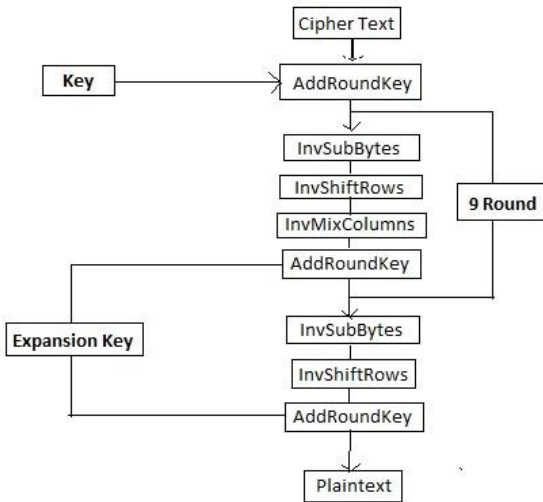 Cipher Text
Key
AddRoundKey
InvSubBytes
InvShiftRows
9 Round
InvMixColumns
AddRoundKey
Expansion Key
InvSubBytes
InvShiftRows
AddRoundKey
Plaintext